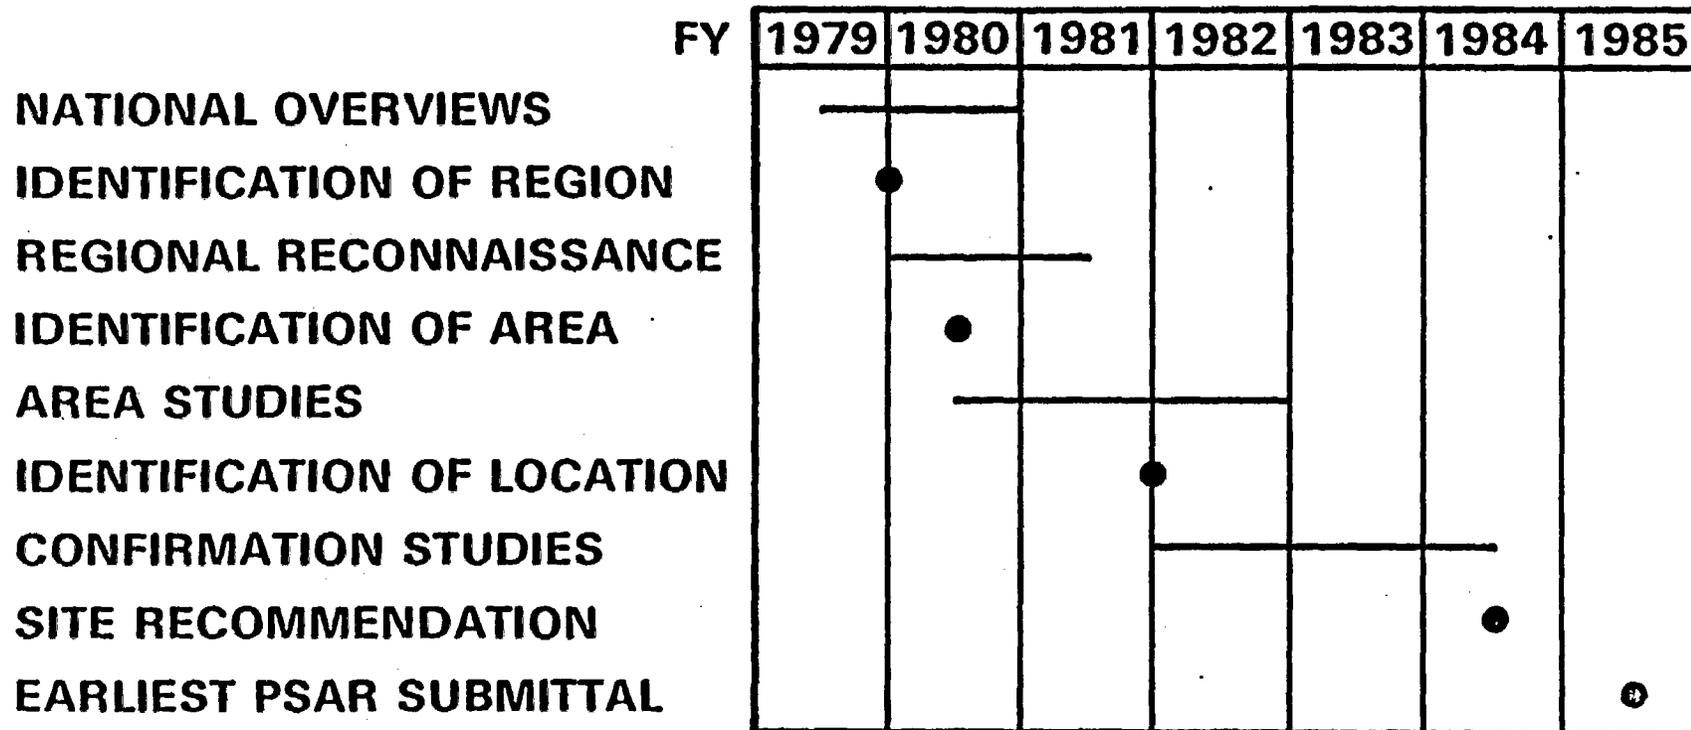 FY 1979 1980 1981 1982 1983 1984 1985
NATIONAL OVERVIEWS
IDENTIFICATION OF REGION
REGIONAL RECONNAISSANCE
IDENTIFICATION OF AREA
AREA STUDIES
IDENTIFICATION OF LOCATION
CONFIRMATION STUDIES
SITE RECOMMENDATION
EARLIEST PSAR SUBMITTAL